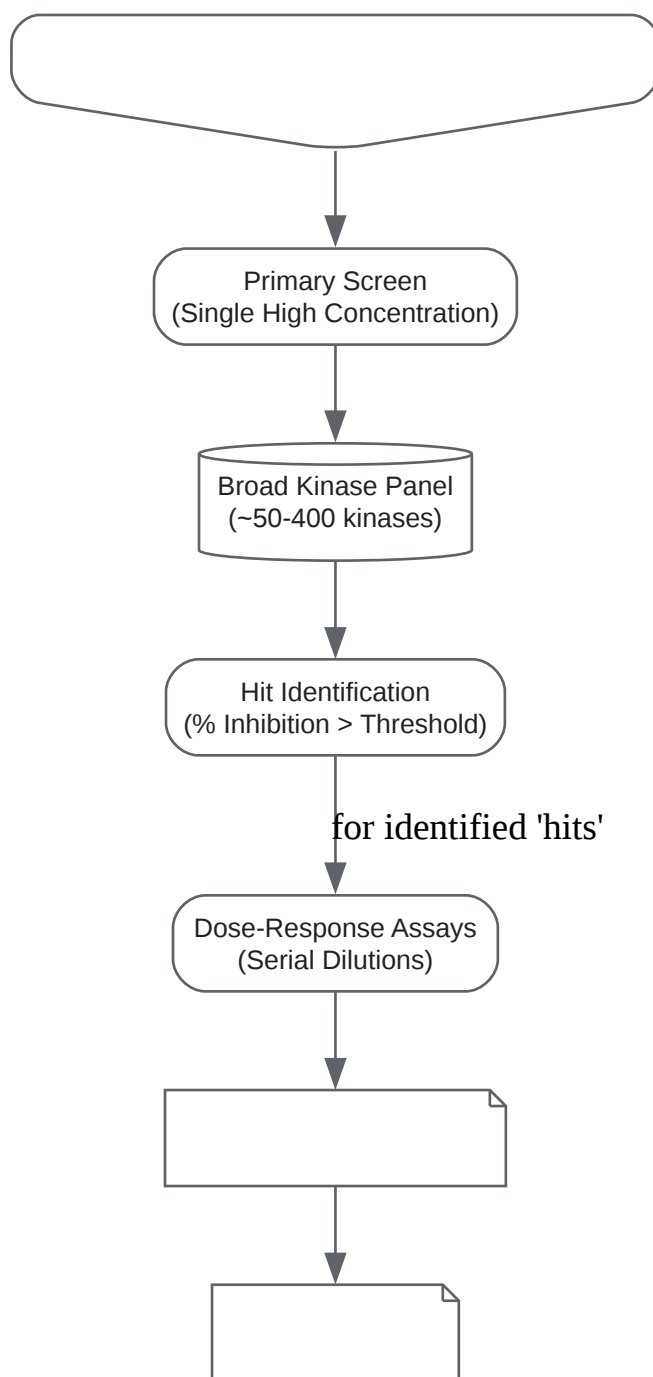 Primary Screen
(Single High Concentration)
Broad Kinase Panel
(~50-400 kinases)
Hit Identification
(% Inhibition > Threshold)
for identified 'hits'
Dose-Response Assays
(Serial Dilutions)